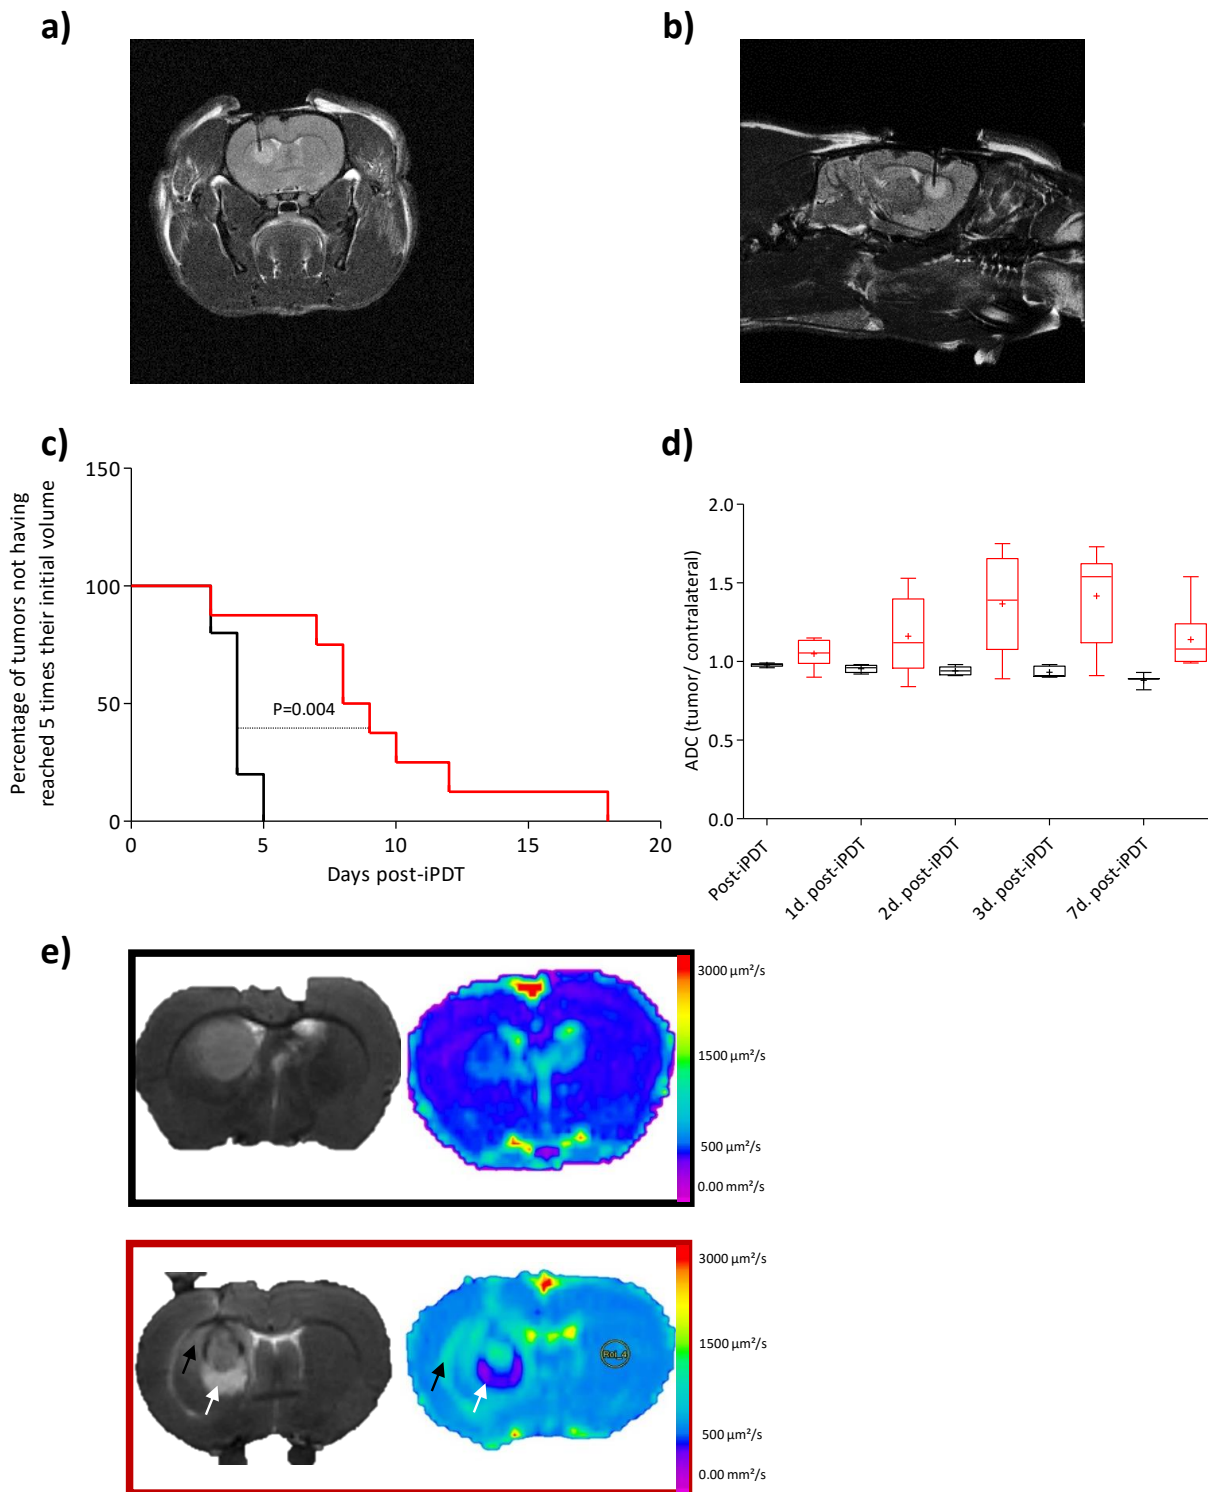 a)
b)
c)
Percentage of tumors not having
reached 5 times their initial volume
150
100
50
0
P=0.004
0
5
10
15
20
Days post-iPDT
d)
ADC (tumor/ contralateral)
2.0
1.5
1.0
0.5
0.0
Post-iPDT
1d. post-iPDT
2d. post-iPDT
3d. post-iPDT
7d. post-iPDT
e)
3000 µm²/s
1500 µm²/s
500 µm²/s
0.00 mm²/s
3000 µm²/s
1500 µm²/s
500 µm²/s
0.00 mm²/s
RoI_4